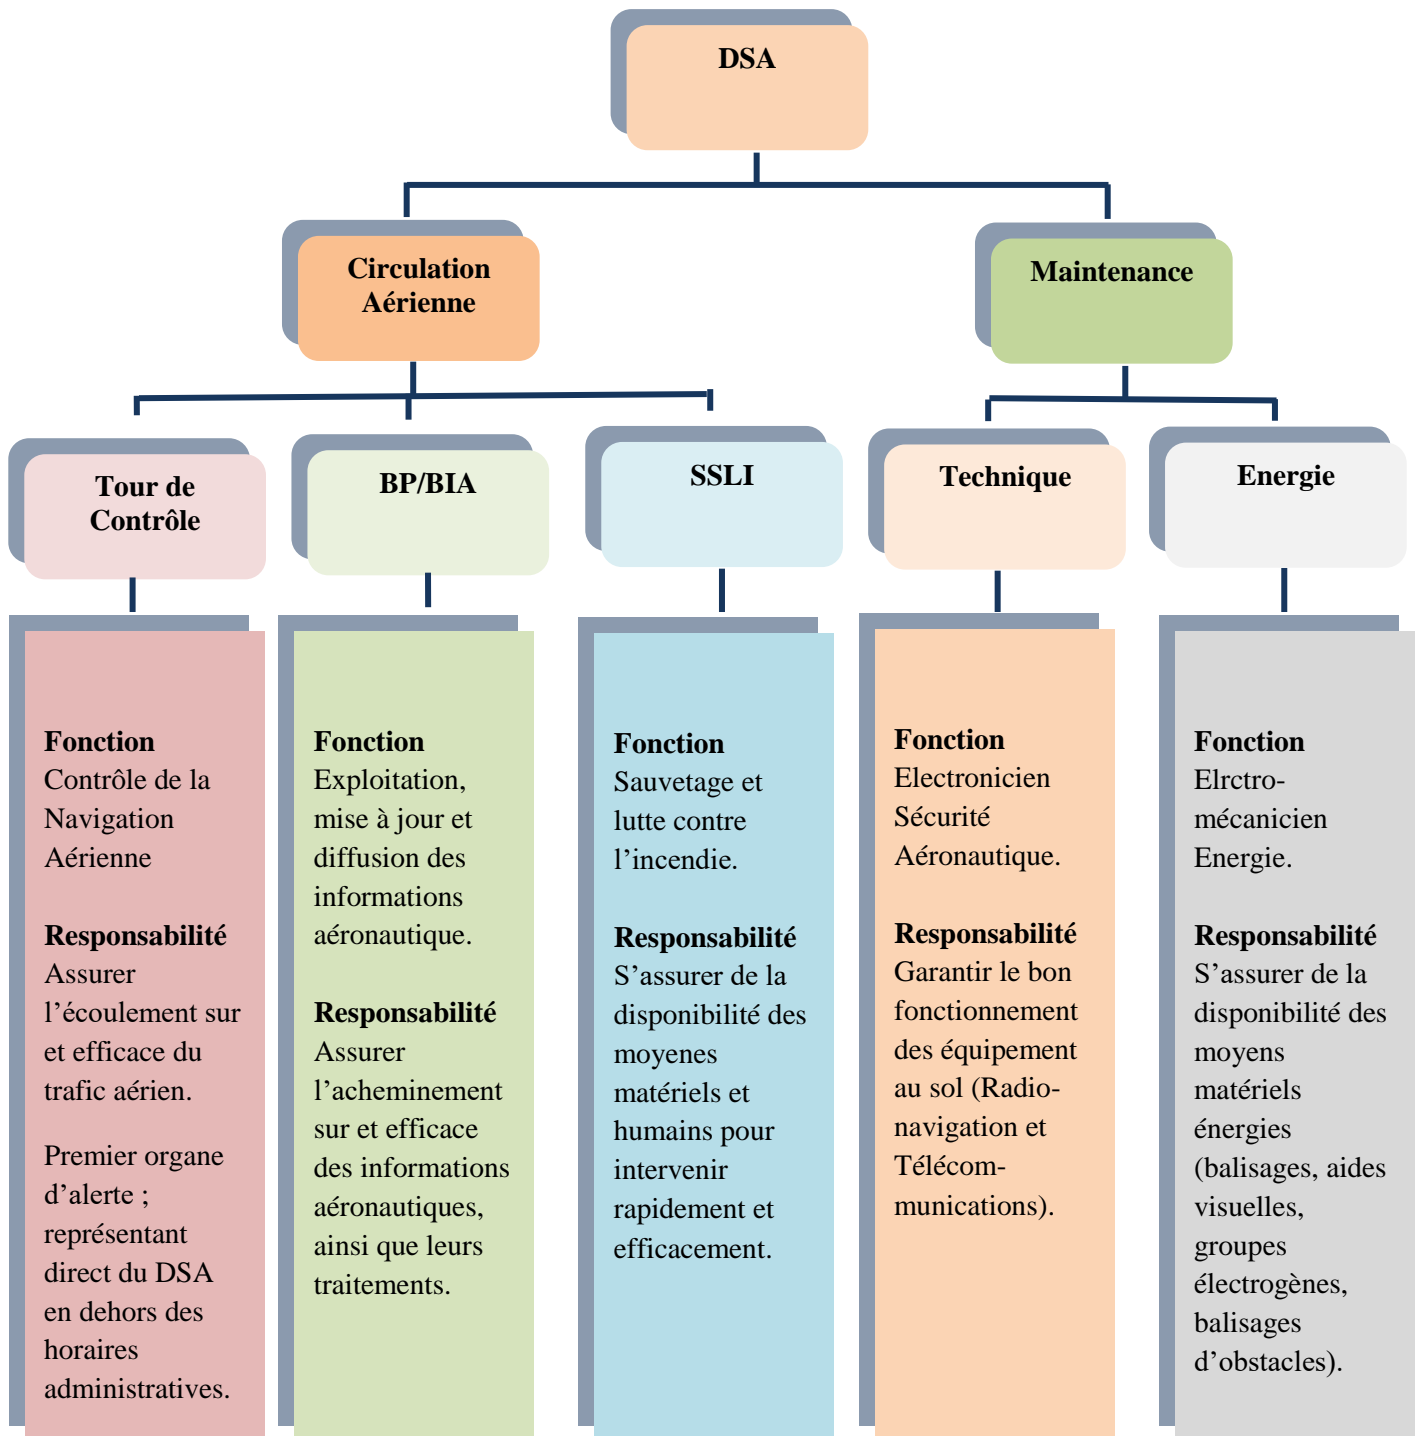 DSA
Circulation
Aérienne
Maintenance
Tour de
Contrôle
BP/BIA
SSLI
Technique
Energie
Fonction
Contrôle de la
Navigation
Aérienne
Responsabilité
Assurer
l’écoulement sur
et efficace du
trafic aérien.
Premier organe
d’alerte ;
représentant
direct du DSA
en dehors des
horaires
administratives.
Fonction
Exploitation,
mise à jour et
diffusion des
informations
aéronautique.
Responsabilité
Assurer
l’acheminement
sur et efficace
des informations
aéronautiques,
ainsi que leurs
traitements.
Fonction
Sauvetage et
lutte contre
l’incendie.
Responsabilité
S’assurer de la
disponibilité des
moyenes
matériels et
humains pour
intervenir
rapidement et
efficacement.
Fonction
Electronicien
Sécurité
Aéronautique.
Responsabilité
Garantir le bon
fonctionnement
des équipement
au sol (Radio-
navigation et
Télécom-
munications).
Fonction
Elrctro-
mécanicien
Energie.
Responsabilité
S’assurer de la
disponibilité des
moyens
matériels
énergies
(balisages, aides
visuelles,
groupes
électrogènes,
balisages
d’obstacles).